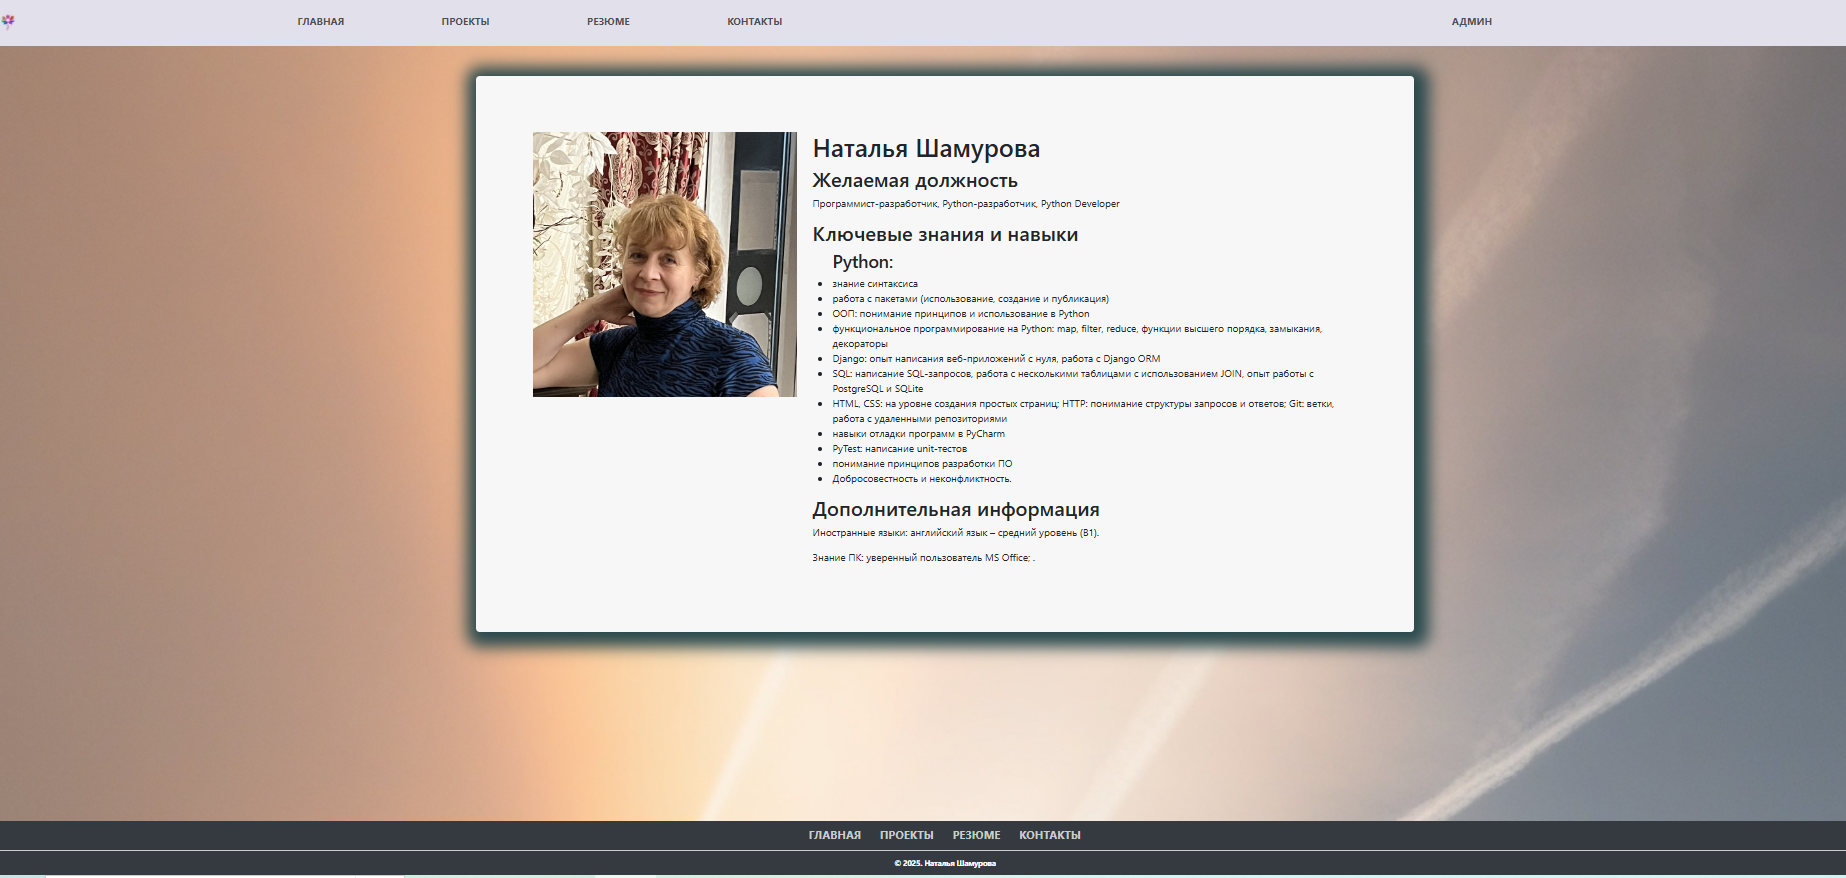 ГЛАВНАЯ ПРОЕКТЫ РЕЗЮМЕ КОНТАКТЫ АДМИН
Наталья Шамурова
Желаемая должность
Программист-разработчик, Python-разработчик, Python Developer
Ключевые знания и навыки
Python:
знание синтаксиса
работа с пакетами (использование, создание и публикация)
ООП: понимание принципов и использование в Python
функциональное программирование на Python: map, filter, reduce, функции высшего порядка, замыкания,
декораторы
Django: опыт написания веб-приложений с нуля, работа с Django ORM
SQL: написание SQL-запросов, работа с несколькими таблицами с использованием JOIN, опыт работы с
PostgreSQL и SQLite
HTML, CSS: на уровне создания простых страниц; HTTP: понимание структуры запросов и ответов; Git: ветки,
работа с удаленными репозиториями
навыки отладки программ в PyCharm
PyTest: написание unit-тестов
понимание принципов разработки ПО
Добросовестность и неконфликтность.
Дополнительная информация
Иностранные языки: английский язык – средний уровень (B1).
Знание ПК: уверенный пользователь MS Office; .
ГЛАВНАЯ ПРОЕКТЫ РЕЗЮМЕ КОНТАКТЫ
© 2025. Наталья Шамурова